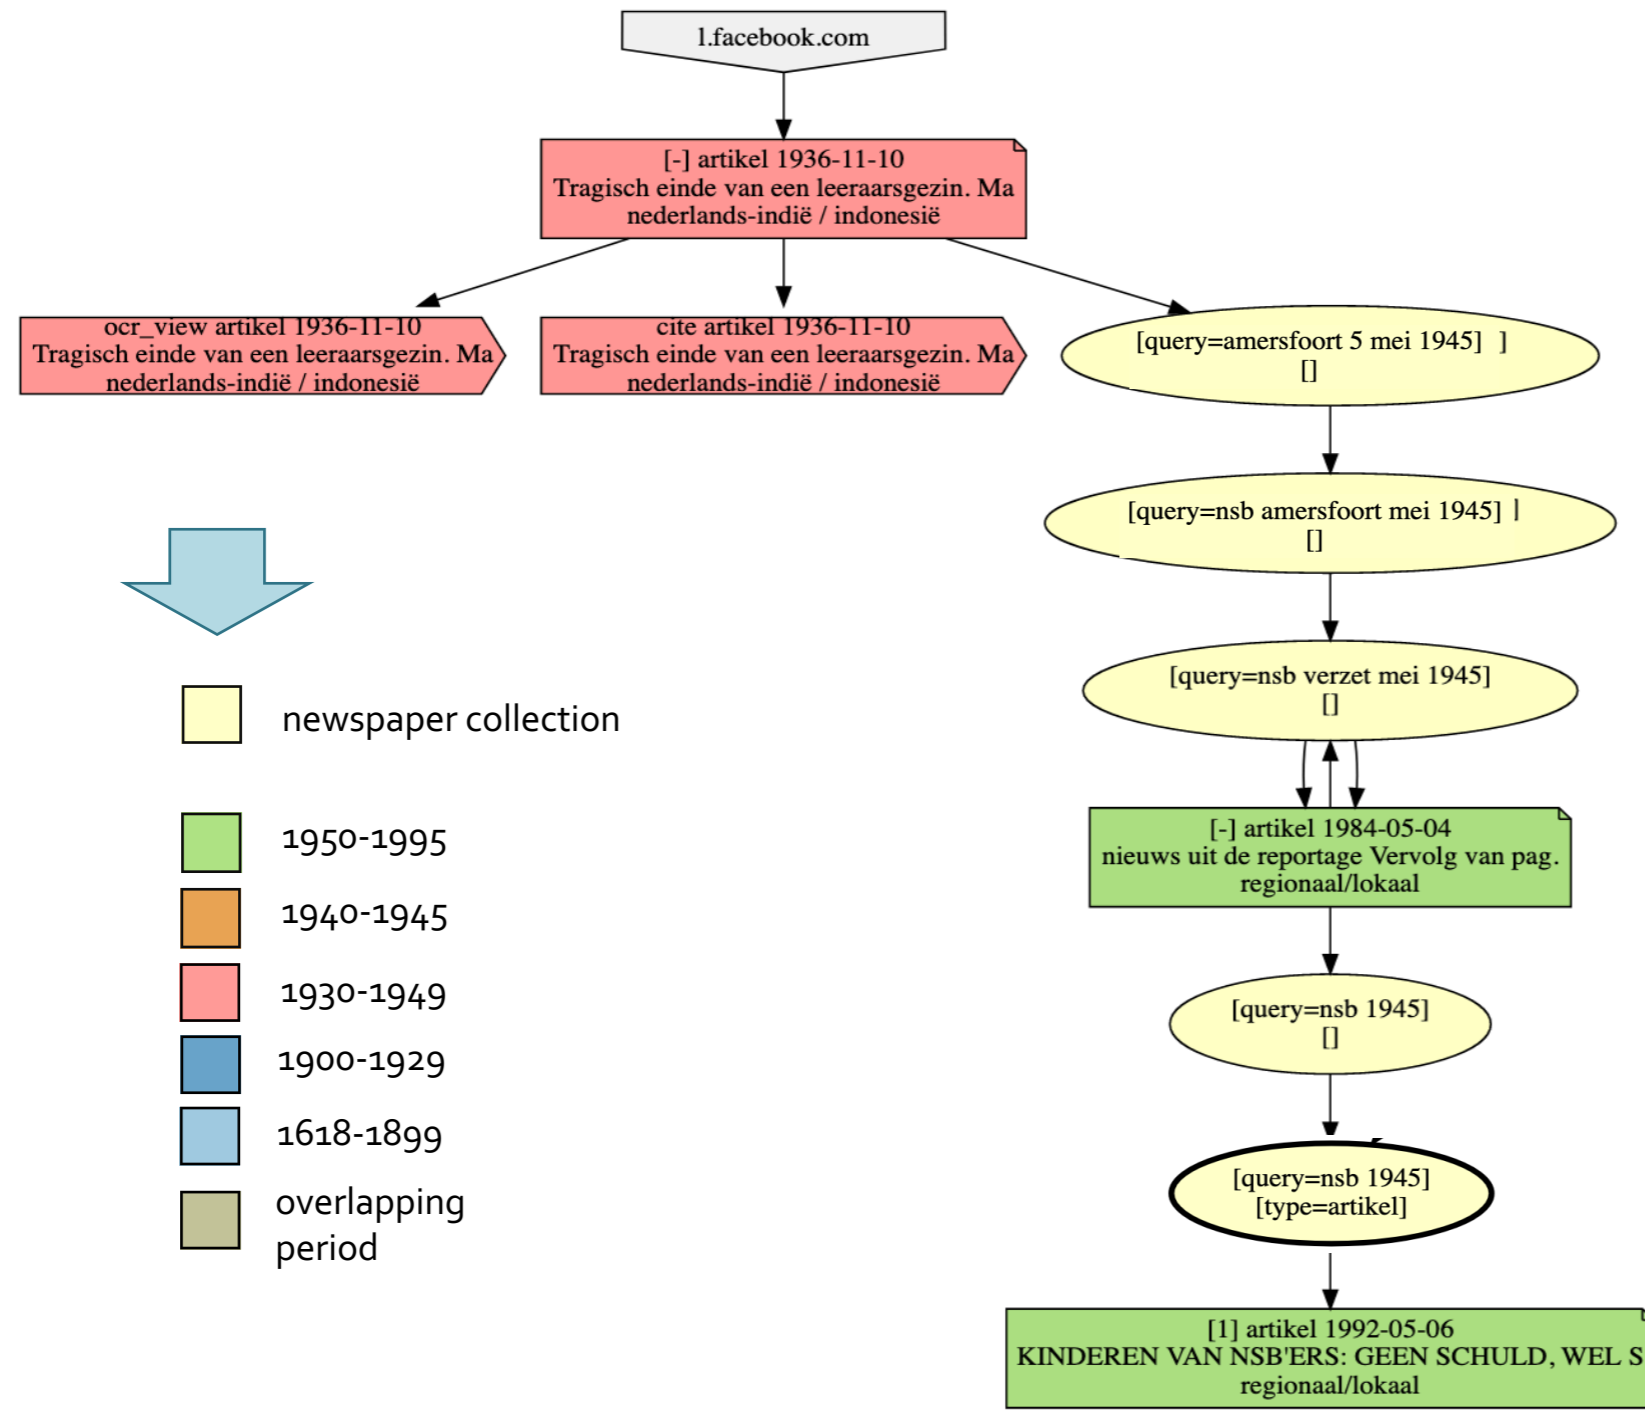 l.facebook.com
[-] artikel 1936-11-10
Tragisch einde van een leeraarsgezin. Ma
nederlands-indië / indonesië
ocr_view artikel 1936-11-10
Tragisch einde van een leeraarsgezin. Ma
nederlands-indië / indonesië
cite artikel 1936-11-10
Tragisch einde van een leeraarsgezin. Ma
nederlands-indië / indonesië
[query=amersfoort 5 mei 1945] ]
[]
[query=nsb amersfoort mei 1945] ]
[]
[query=nsb verzet mei 1945]
[]
[-] artikel 1984-05-04
nieuws uit de reportage Vervolg van pag.
regionaal/lokaal
[query=nsb 1945]
[]
[query=nsb 1945]
[type=artikel]
[1] artikel 1992-05-06
KINDEREN VAN NSB'ERS: GEEN SCHULD, WEL S
regionaal/lokaal
newspaper collection
1950-1995
1940-1945
1930-1949
1900-1929
1618-1899
overlapping
period